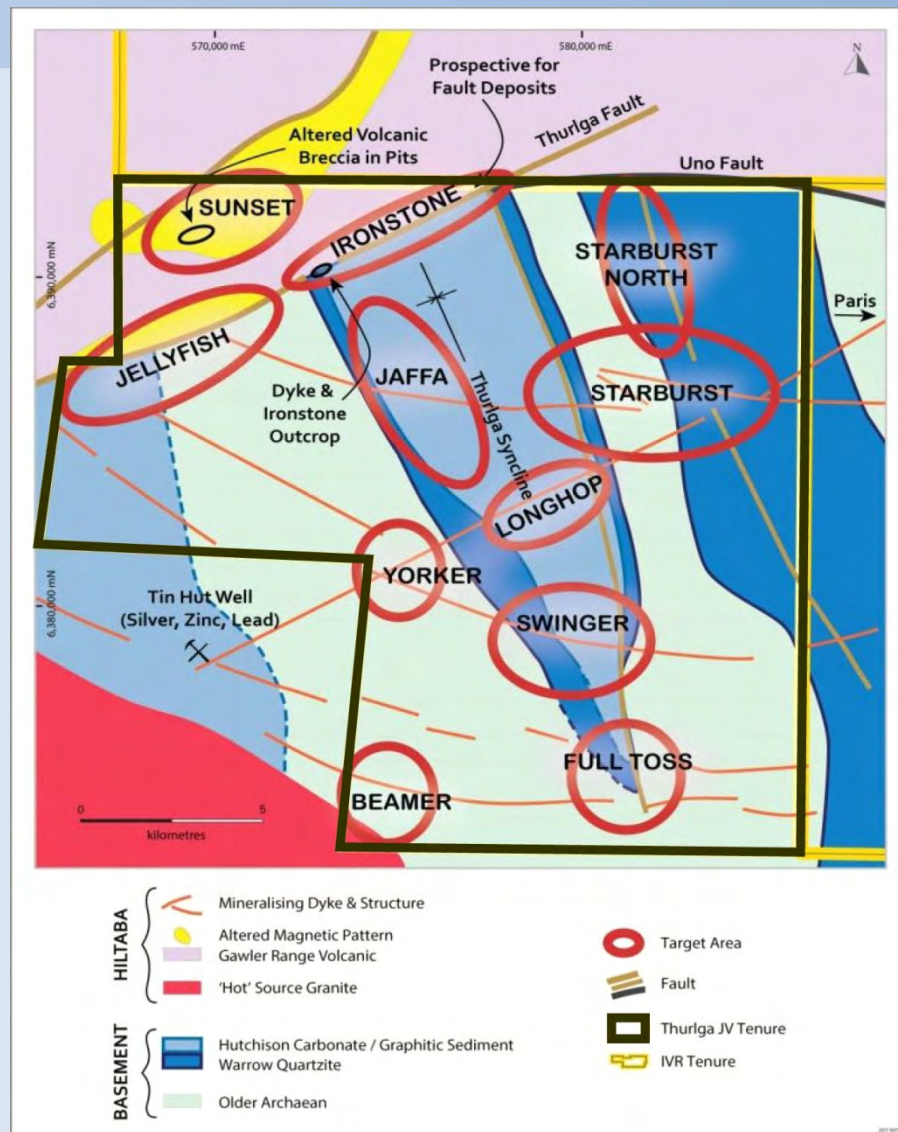 570,000 mE
580,000 mE
N
Prospective for
Fault Deposits
Thurlga Fault
Altered Volcanic
Breccia in Pits
Uno Fault
SUNSET
IRONSTONE
STARBURST
NORTH
6,390,000 mN
Paris
JELLYFISH
JAFFA
STARBURST
Dyke &
Ironstone
Outcrop
Thurlga Syncline
LONGHOP
YORKER
6,380,000 mN
Tin Hut Well
(Silver, Zinc, Lead)
SWINGER
FULL TOSS
BEAMER
0 5
kilometres
HILTABA
Mineralising Dyke & Structure
Altered Magnetic Pattern
Gawler Range Volcanic
'Hot' Source Granite
BASEMENT
Hutchison Carbonate / Graphitic Sediment
Warrow Quartzite
Older Archaean
Target Area
Fault
Thurlga JV Tenure
IVR Tenure